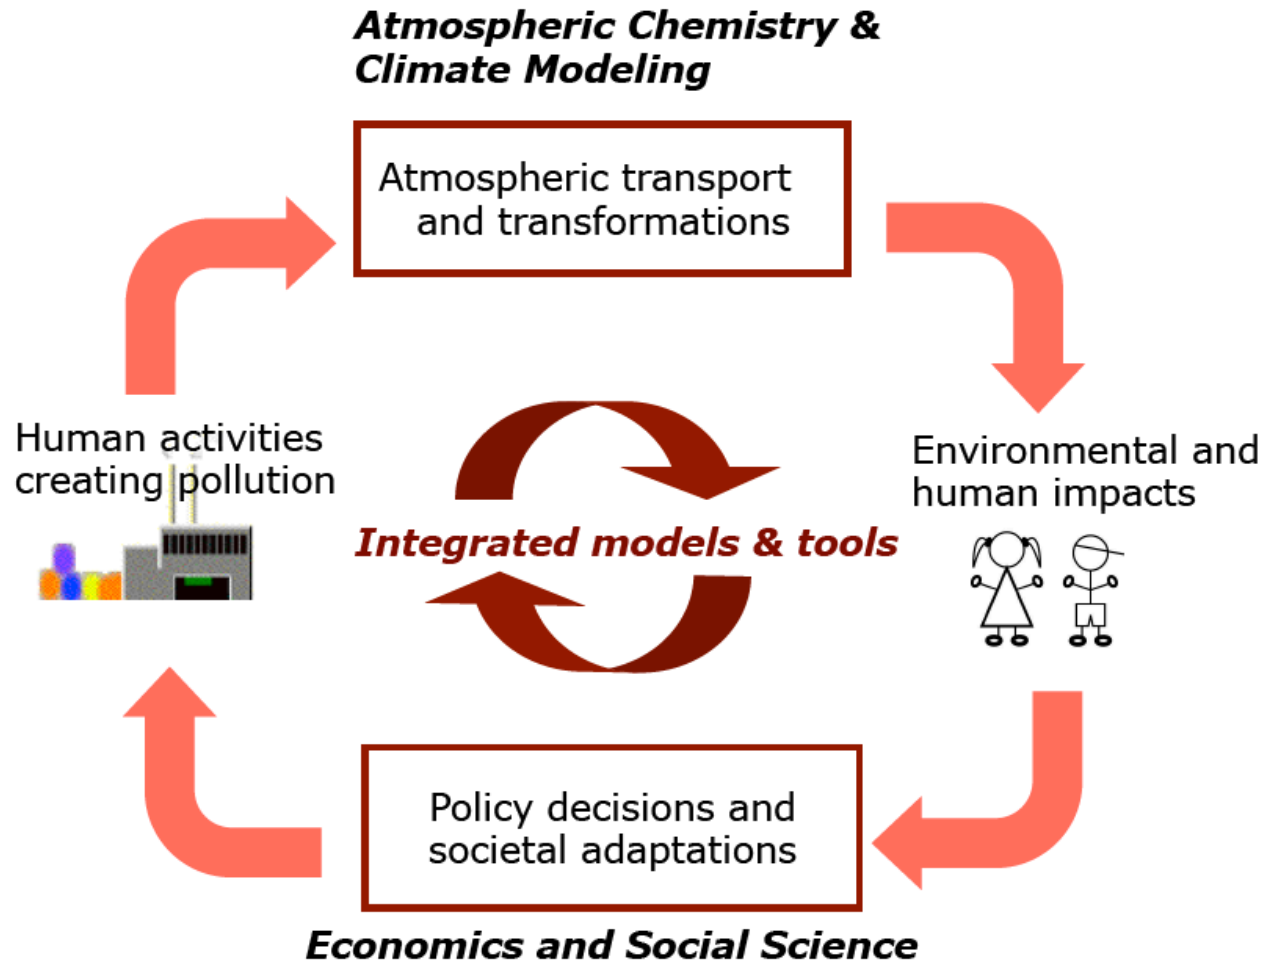 Atmospheric Chemistry &
Climate Modeling
Atmospheric transport
and transformations
Human activities
creating pollution
Environmental and
human impacts
Integrated models & tools
Policy decisions and
societal adaptations
Economics and Social Science